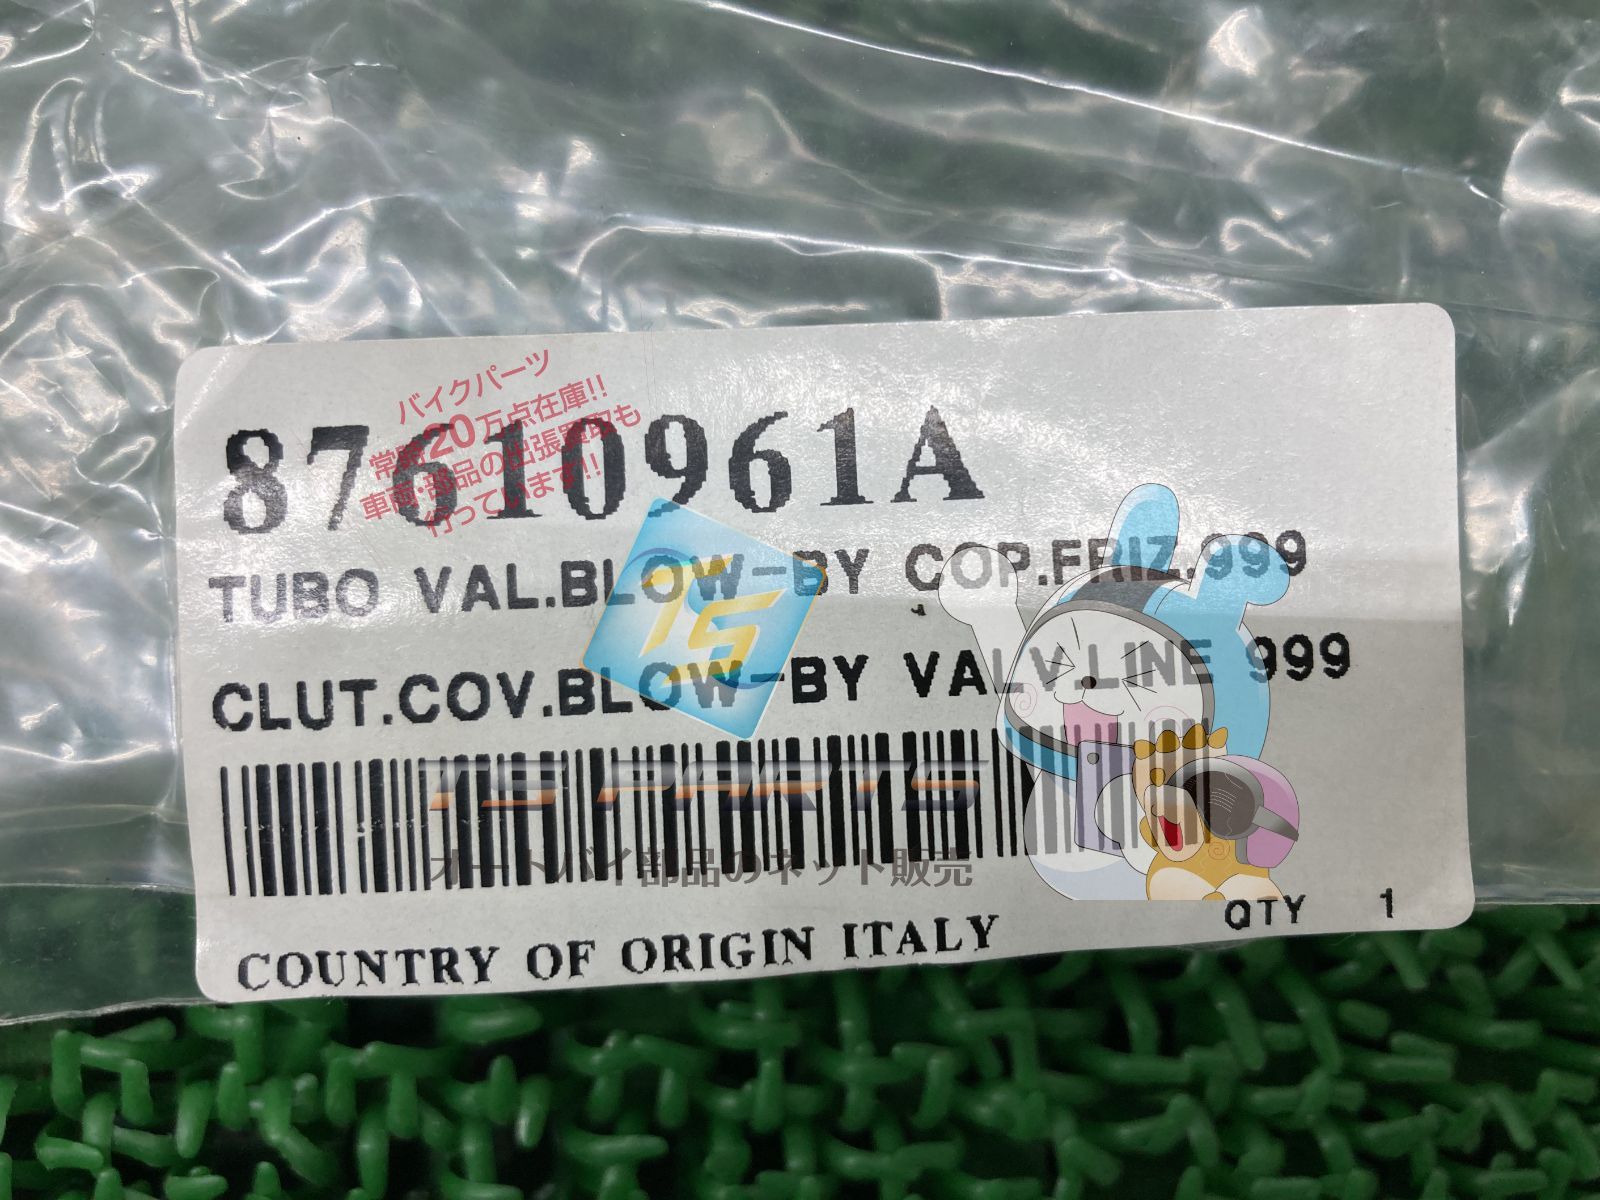 バイクパーツ
常時20万点在庫!!
車両・部品の出張買取も
行っています!!
87610961A
TUBO VAL.BLOW-BY COP.FRIZ.999
TS
CLUT.COV.BLOW-BY VALV.LINE 999
TS PARTS
オートバイ部品のネット販売
QTY 1
COUNTRY OF ORIGIN ITALY